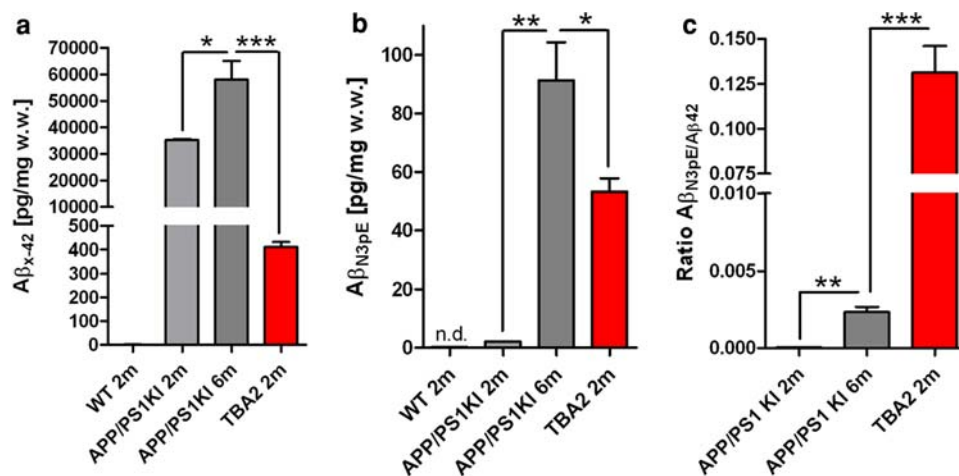 a
Aβx-42 [pg/mg w.w.]
70000
60000
50000
40000
30000
20000
10000
500
400
300
200
100
0
* ***
WT 2m
APP/PS1KI 2m
APP/PS1KI 6m
TBA2 2m
b
AβN3pE [pg/mg w.w.]
100
80
60
40
20
0
** *
n.d.
WT 2m
APP/PS1KI 2m
APP/PS1KI 6m
TBA2 2m
c
Ratio AβN3pE/Aβ42
0.150
0.125
0.100
0.075
0.010
0.005
0.000
***
**
APP/PS1 KI 2m
APP/PS1 KI 6m
TBA2 2m